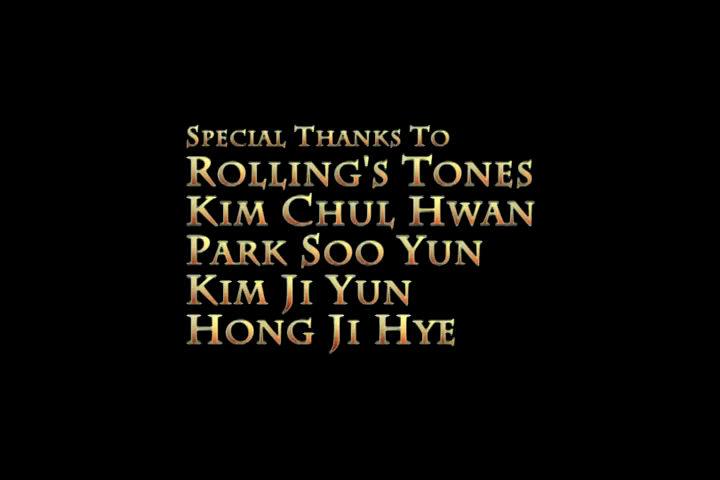 Special Thanks To
Rolling's Tones
Kim Chul Hwan
Park Soo Yun
Kim Ji Yun
Hong Ji Hye